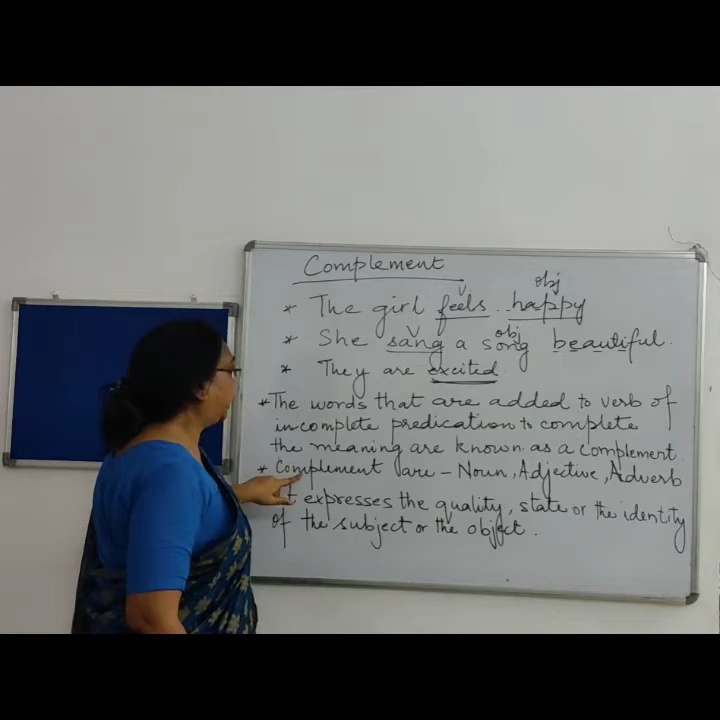 Complement
v obj
* The girl feels happy
v obj
* She sang a song beautiful.
* They are excited.
* The words that are added to verb of
incomplete predication to complete
the meaning are known as a complement.
* Complement are - Noun, Adjective, Adverb
It expresses the quality, state or the identity
of the subject or the object.